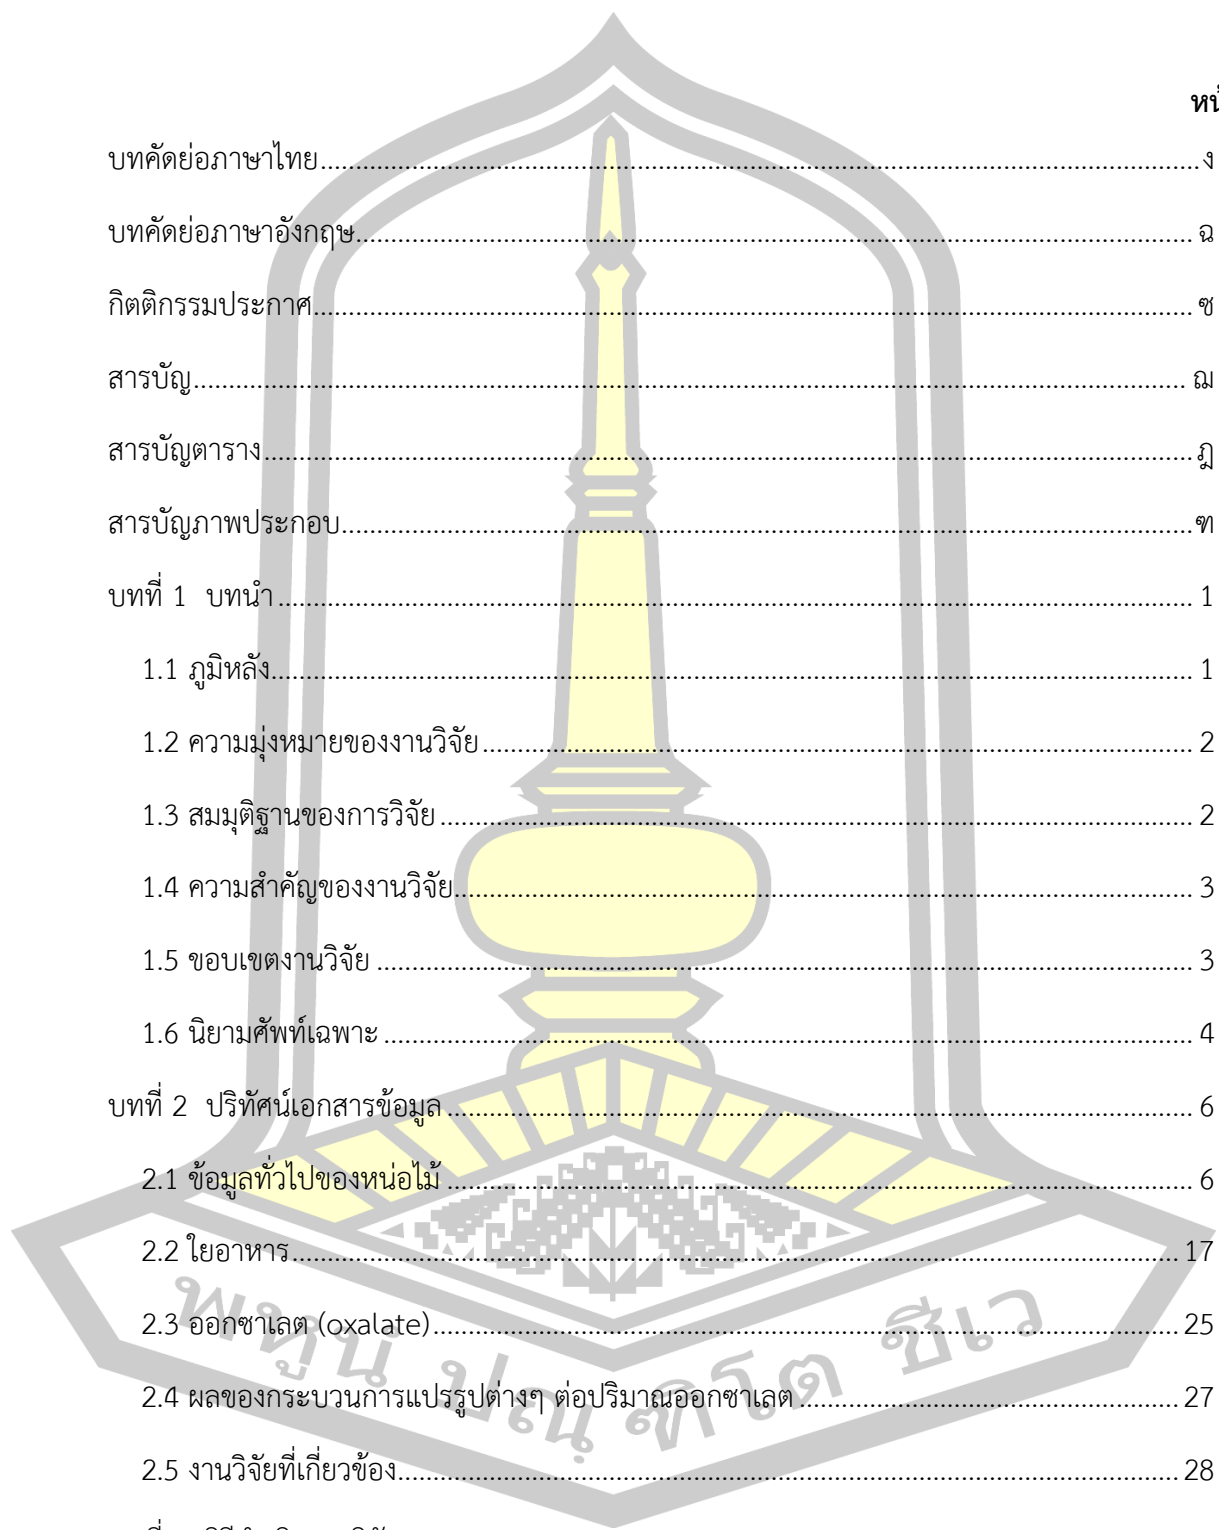 บทคัดย่อภาษาไทย........................................ง
บทคัดย่อภาษาอังกฤษ........................................ฉ
กิตติกรรมประกาศ........................................ซ
สารบัญ........................................ฌ
สารบัญตาราง........................................ฎ
สารบัญภาพประกอบ........................................ฑ
บทที่ 1 บทนำ........................................1
1.1 ภูมิหลัง........................................1
1.2 ความมุ่งหมายของงานวิจัย........................................2
1.3 สมมุติฐานของการวิจัย........................................2
1.4 ความสำคัญของงานวิจัย........................................3
1.5 ขอบเขตงานวิจัย........................................3
1.6 นิยามศัพท์เฉพาะ........................................4
บทที่ 2 ปริทัศน์เอกสารข้อมูล........................................6
2.1 ข้อมูลทั่วไปของหน่อไม้........................................6
2.2 ใยอาหาร........................................17
2.3 ออกซาเลต (oxalate)........................................25
2.4 ผลของกระบวนการแปรรูปต่างๆ ต่อปริมาณออกซาเลต........................................27
2.5 งานวิจัยที่เกี่ยวข้อง........................................28
พหูนํ ปณฺฑิโต ชีเว